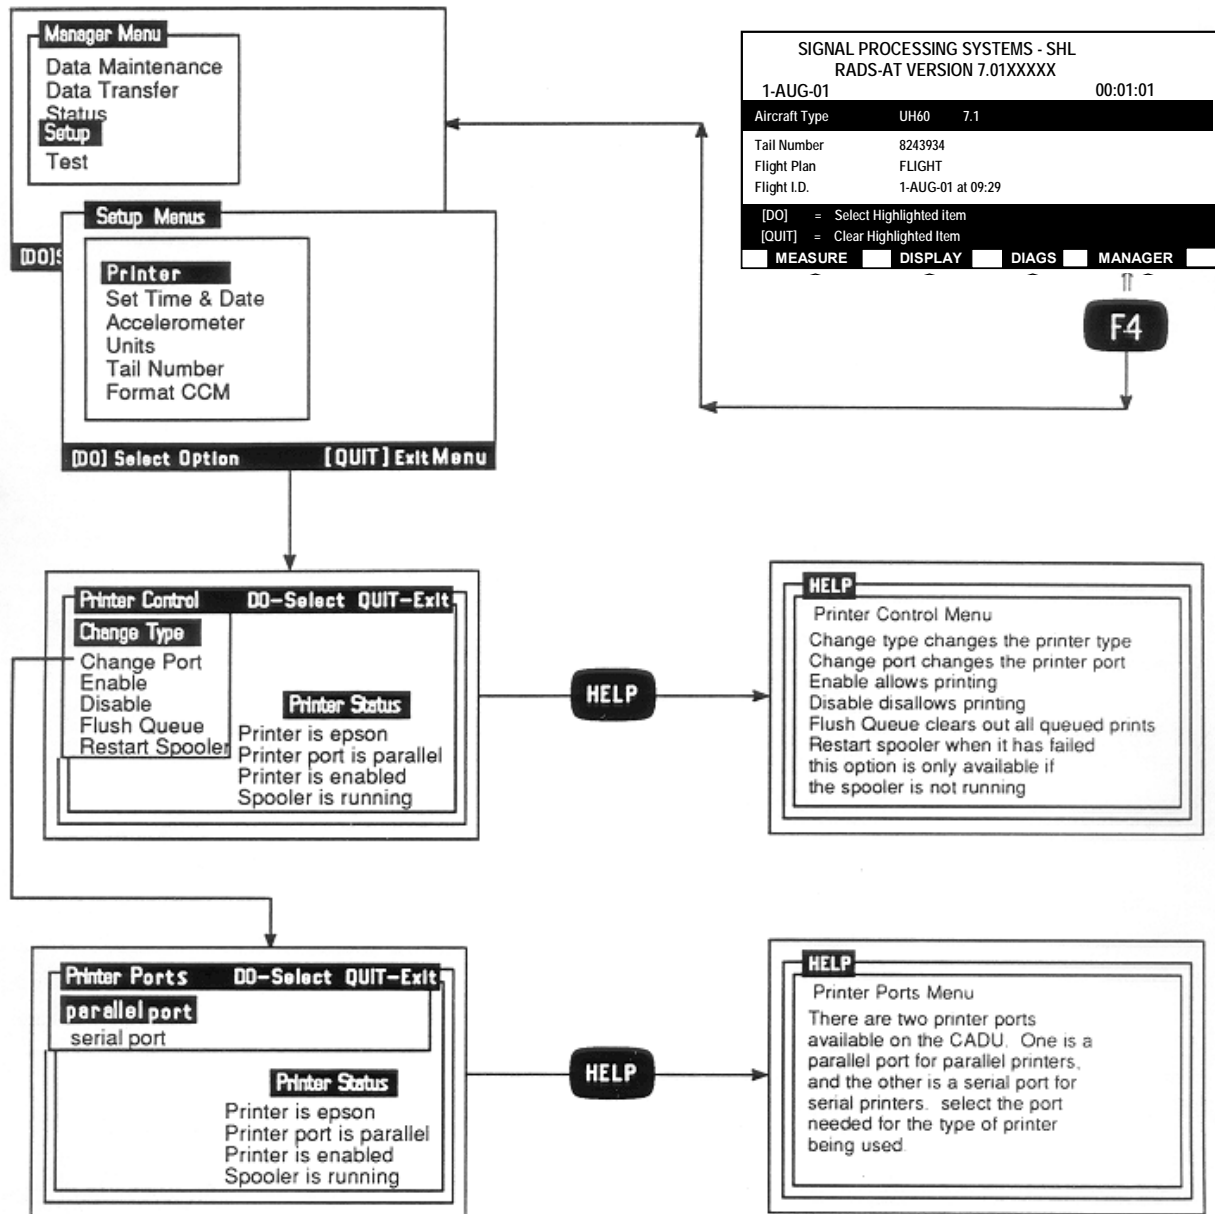 Manager Menu
Data Maintenance
Data Transfer
Status
Setup
Test
[DO]S
SIGNAL PROCESSING SYSTEMS - SHL
RADS-AT VERSION 7.01XXXXX
1-AUG-01 00:01:01
Aircraft Type UH60 7.1
Tail Number 8243934
Flight Plan FLIGHT
Flight I.D. 1-AUG-01 at 09:29
[DO] = Select Highlighted item
[QUIT] = Clear Highlighted Item
MEASURE DISPLAY DIAGS MANAGER
F4
Setup Menus
Printer
Set Time & Date
Accelerometer
Units
Tail Number
Format CCM
[DO] Select Option [QUIT] Exit Menu
Printer Control DO-Select QUIT-Exit
Change Type
Change Port
Enable
Disable
Flush Queue
Restart Spooler
Printer Status
Printer is epson
Printer port is parallel
Printer is enabled
Spooler is running
HELP
HELP
Printer Control Menu
Change type changes the printer type
Change port changes the printer port
Enable allows printing
Disable disallows printing
Flush Queue clears out all queued prints
Restart spooler when it has failed
this option is only available if
the spooler is not running
Printer Ports DO-Select QUIT-Exit
parallel port
serial port
Printer Status
Printer is epson
Printer port is parallel
Printer is enabled
Spooler is running
HELP
HELP
Printer Ports Menu
There are two printer ports
available on the CADU. One is a
parallel port for parallel printers,
and the other is a serial port for
serial printers. select the port
needed for the type of printer
being used.